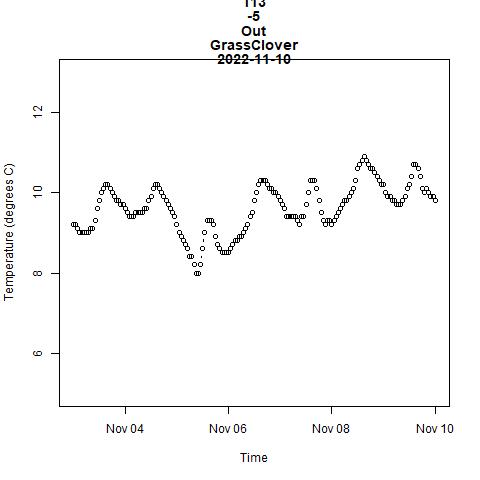 T13
-5
Out
GrassClover
2022-11-10
12
10
8
6
Temperature (degrees C)
Nov 04
Nov 06
Nov 08
Nov 10
Time